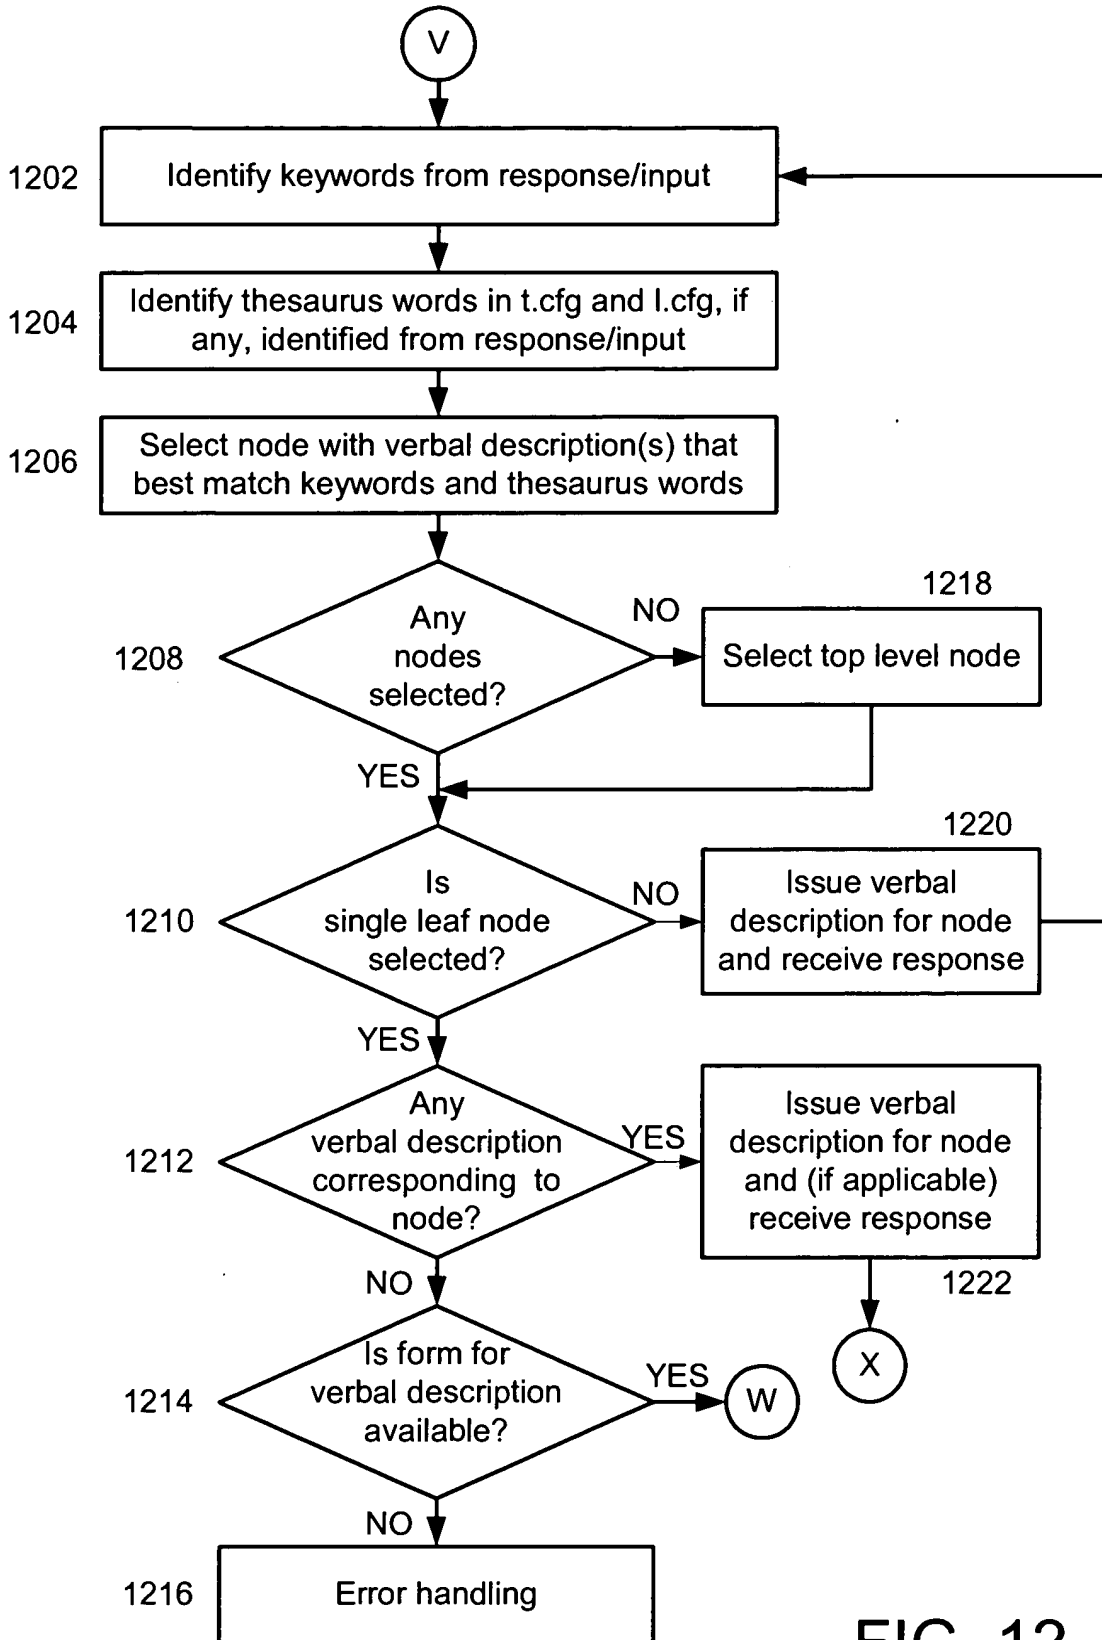 V
1202
Identify keywords from response/input
1204
Identify thesaurus words in t.cfg and l.cfg, if
any, identified from response/input
1206
Select node with verbal description(s) that
best match keywords and thesaurus words
1208
Any
nodes
selected?
NO
1218
Select top level node
YES
1210
Is
single leaf node
selected?
NO
1220
Issue verbal
description for node
and receive response
YES
1212
Any
verbal description
corresponding to
node?
YES
Issue verbal
description for node
and (if applicable)
receive response
1222
X
NO
1214
Is form for
verbal description
available?
YES
W
NO
1216
Error handling
FIG. 12